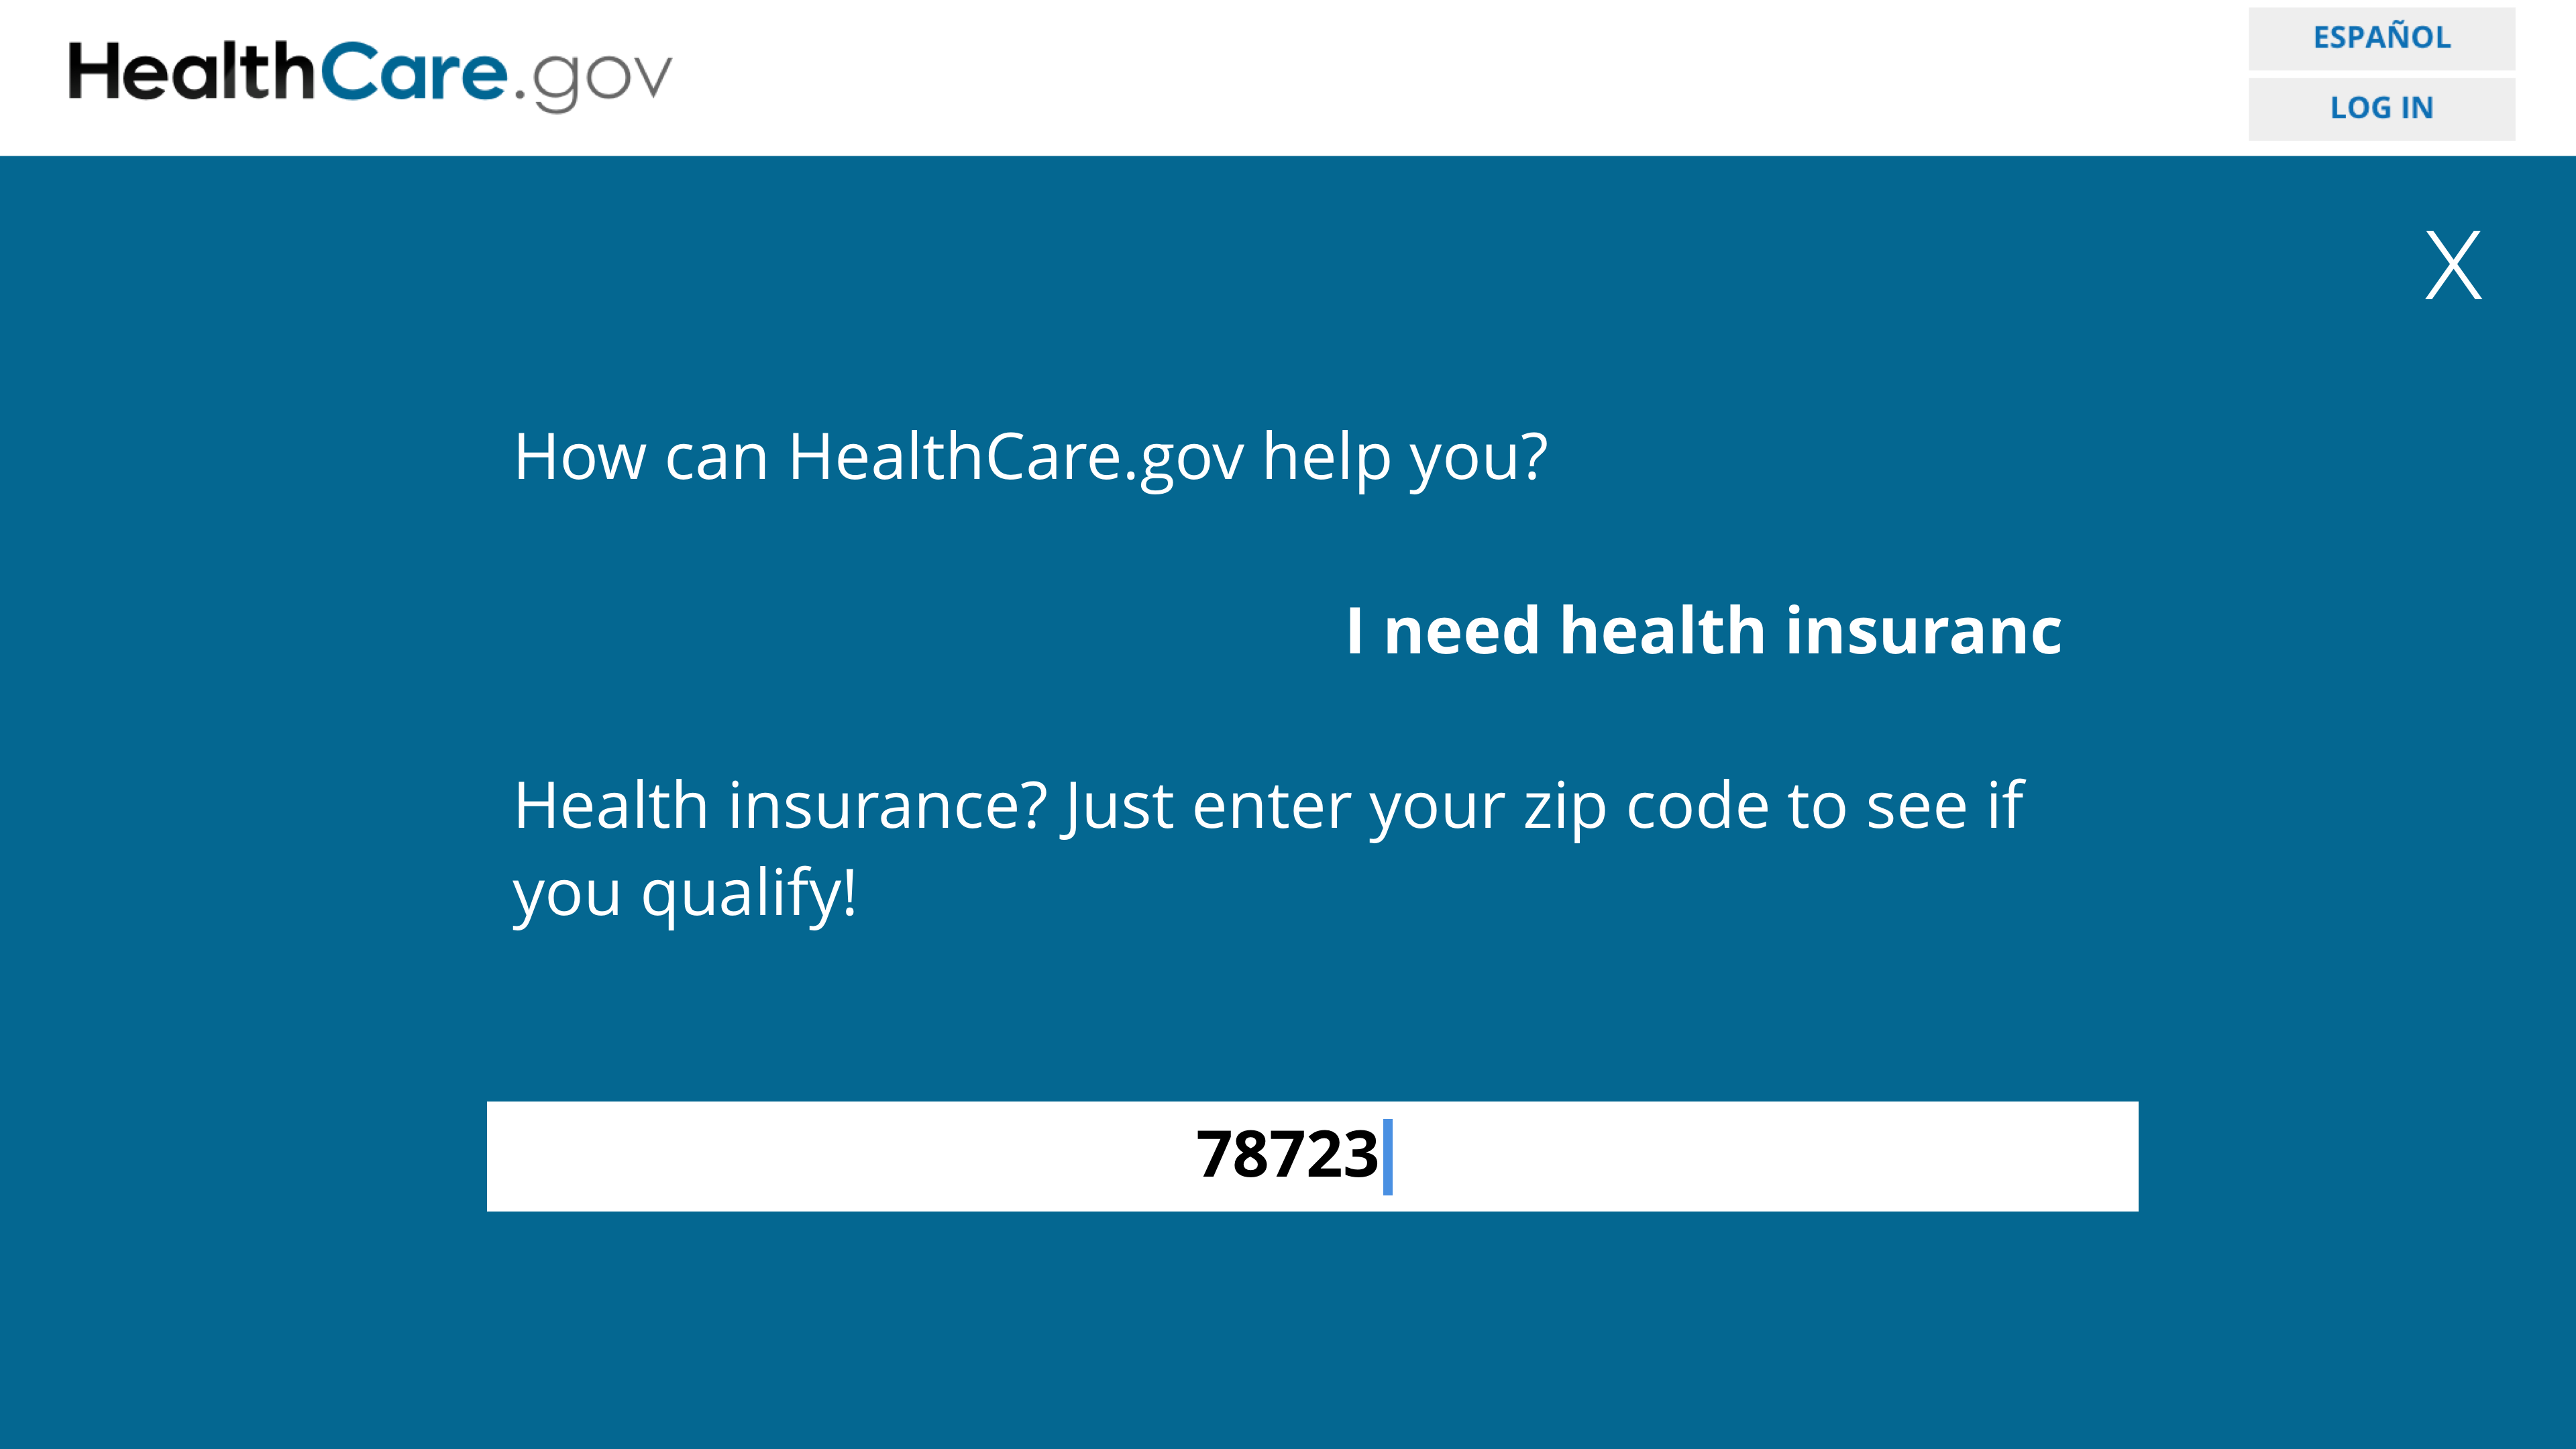 HealthCare.gov
ESPAÑOL
LOG IN
X
How can HealthCare.gov help you?
I need health insuranc
Health insurance? Just enter your zip code to see if
you qualify!
78723